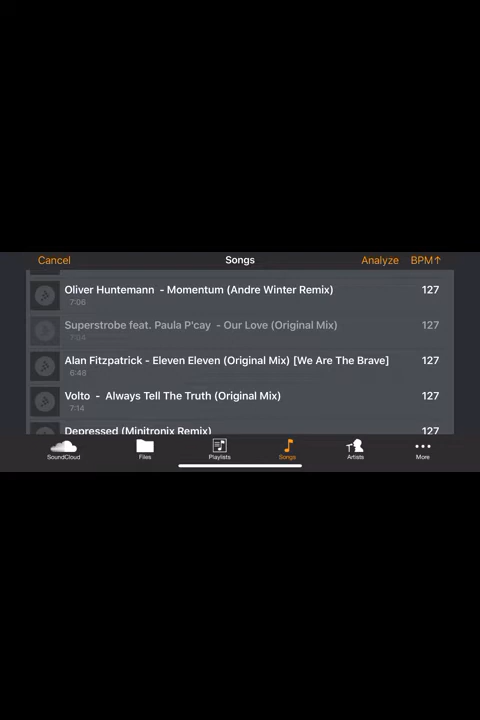 Cancel Songs Analyze BPM↑
Oliver Huntemann - Momentum (Andre Winter Remix) 127
7:06
Superstrobe feat. Paula P'cay - Our Love (Original Mix) 127
7:04
Alan Fitzpatrick - Eleven Eleven (Original Mix) [We Are The Brave] 127
6:48
Volto - Always Tell The Truth (Original Mix) 127
7:14
Depressed (Minitronix Remix) 127
SoundCloud Files Playlists Songs Artists More